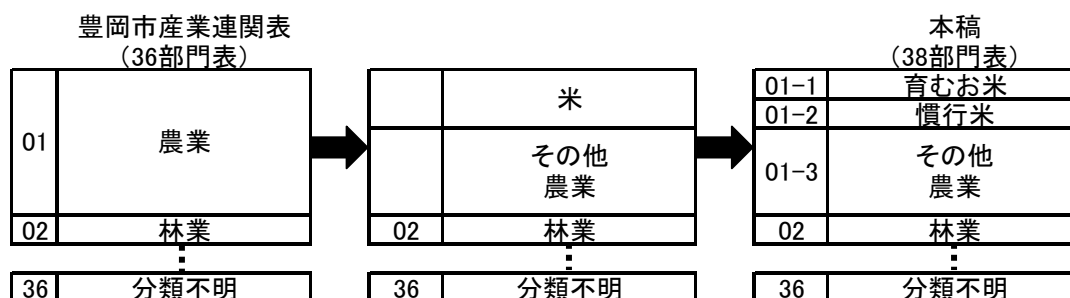 豊岡市産業連関表
（36部門表）
01
農業
02
林業
36
分類不明
米
その他
農業
02
林業
36
分類不明
本稿
（38部門表）
01-1
育むお米
01-2
慣行米
01-3
その他
農業
02
林業
36
分類不明